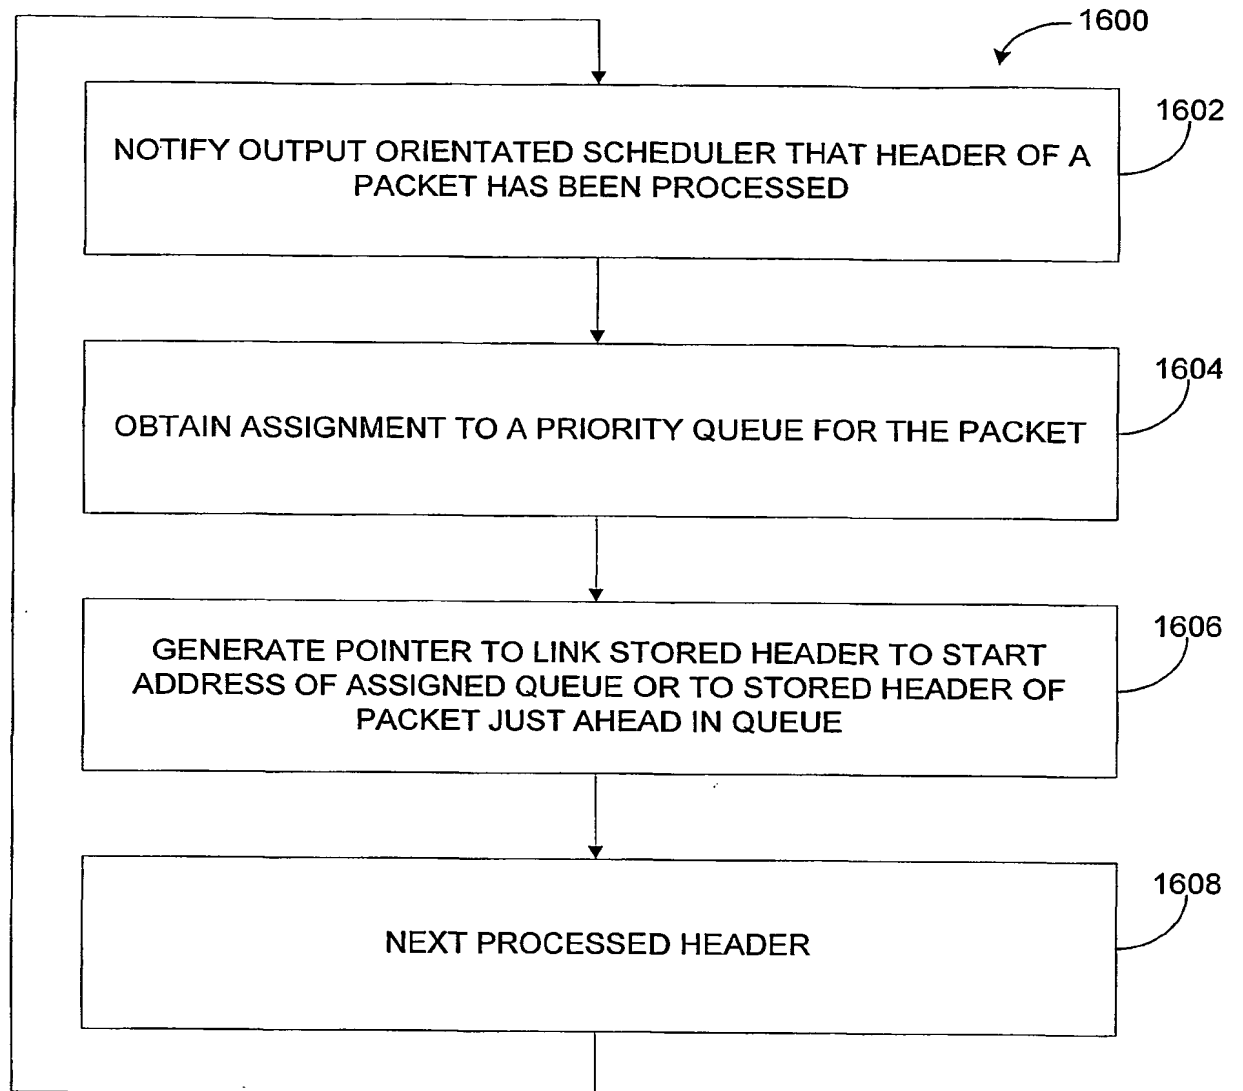 1600
1602
NOTIFY OUTPUT ORIENTATED SCHEDULER THAT HEADER OF A
PACKET HAS BEEN PROCESSED
1604
OBTAIN ASSIGNMENT TO A PRIORITY QUEUE FOR THE PACKET
1606
GENERATE POINTER TO LINK STORED HEADER TO START
ADDRESS OF ASSIGNED QUEUE OR TO STORED HEADER OF
PACKET JUST AHEAD IN QUEUE
1608
NEXT PROCESSED HEADER